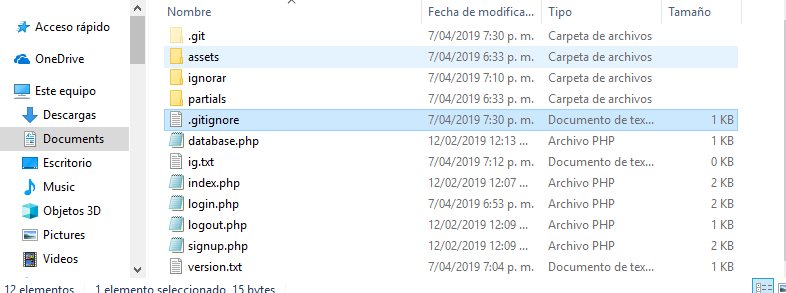 Nombre Fecha de modifica... Tipo Tamaño
Acceso rápido
OneDrive
Este equipo
Descargas
Documents
Escritorio
Music
Objetos 3D
Pictures
Videos
.git 7/04/2019 7:30 p. m. Carpeta de archivos
assets 7/04/2019 6:33 p. m. Carpeta de archivos
ignorar 7/04/2019 7:10 p. m. Carpeta de archivos
partials 7/04/2019 6:33 p. m. Carpeta de archivos
.gitignore 7/04/2019 7:30 p. m. Documento de tex... 1 KB
database.php 12/02/2019 12:13 ... Archivo PHP 1 KB
ig.txt 7/04/2019 7:12 p. m. Documento de tex... 0 KB
index.php 12/02/2019 12:07 ... Archivo PHP 2 KB
login.php 7/04/2019 6:53 p. m. Archivo PHP 2 KB
logout.php 12/02/2019 12:09 ... Archivo PHP 1 KB
signup.php 12/02/2019 12:09 ... Archivo PHP 2 KB
version.txt 7/04/2019 7:04 p. m. Documento de tex... 1 KB
12 elementos 1 elemento seleccionado 15 bytes